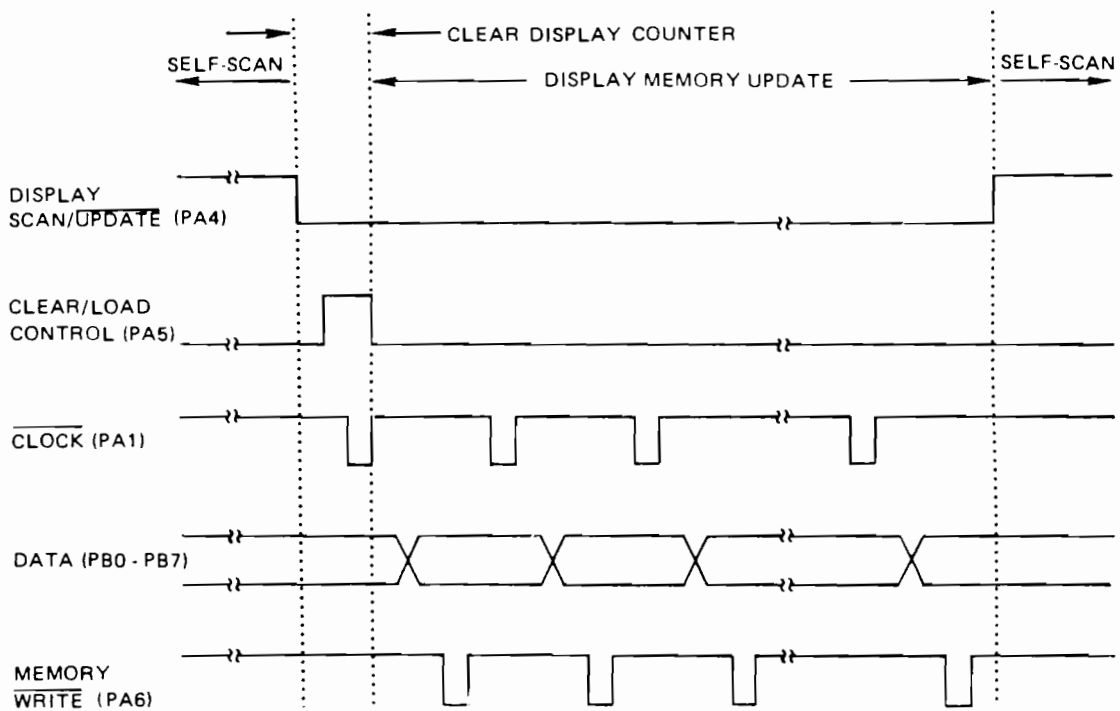 CLEAR DISPLAY COUNTER
SELF-SCAN
DISPLAY MEMORY UPDATE
SELF-SCAN
DISPLAY
SCAN/UPDATE (PA4)
CLEAR/LOAD
CONTROL (PA5)
CLOCK (PA1)
DATA (PB0 - PB7)
MEMORY
WRITE (PA6)